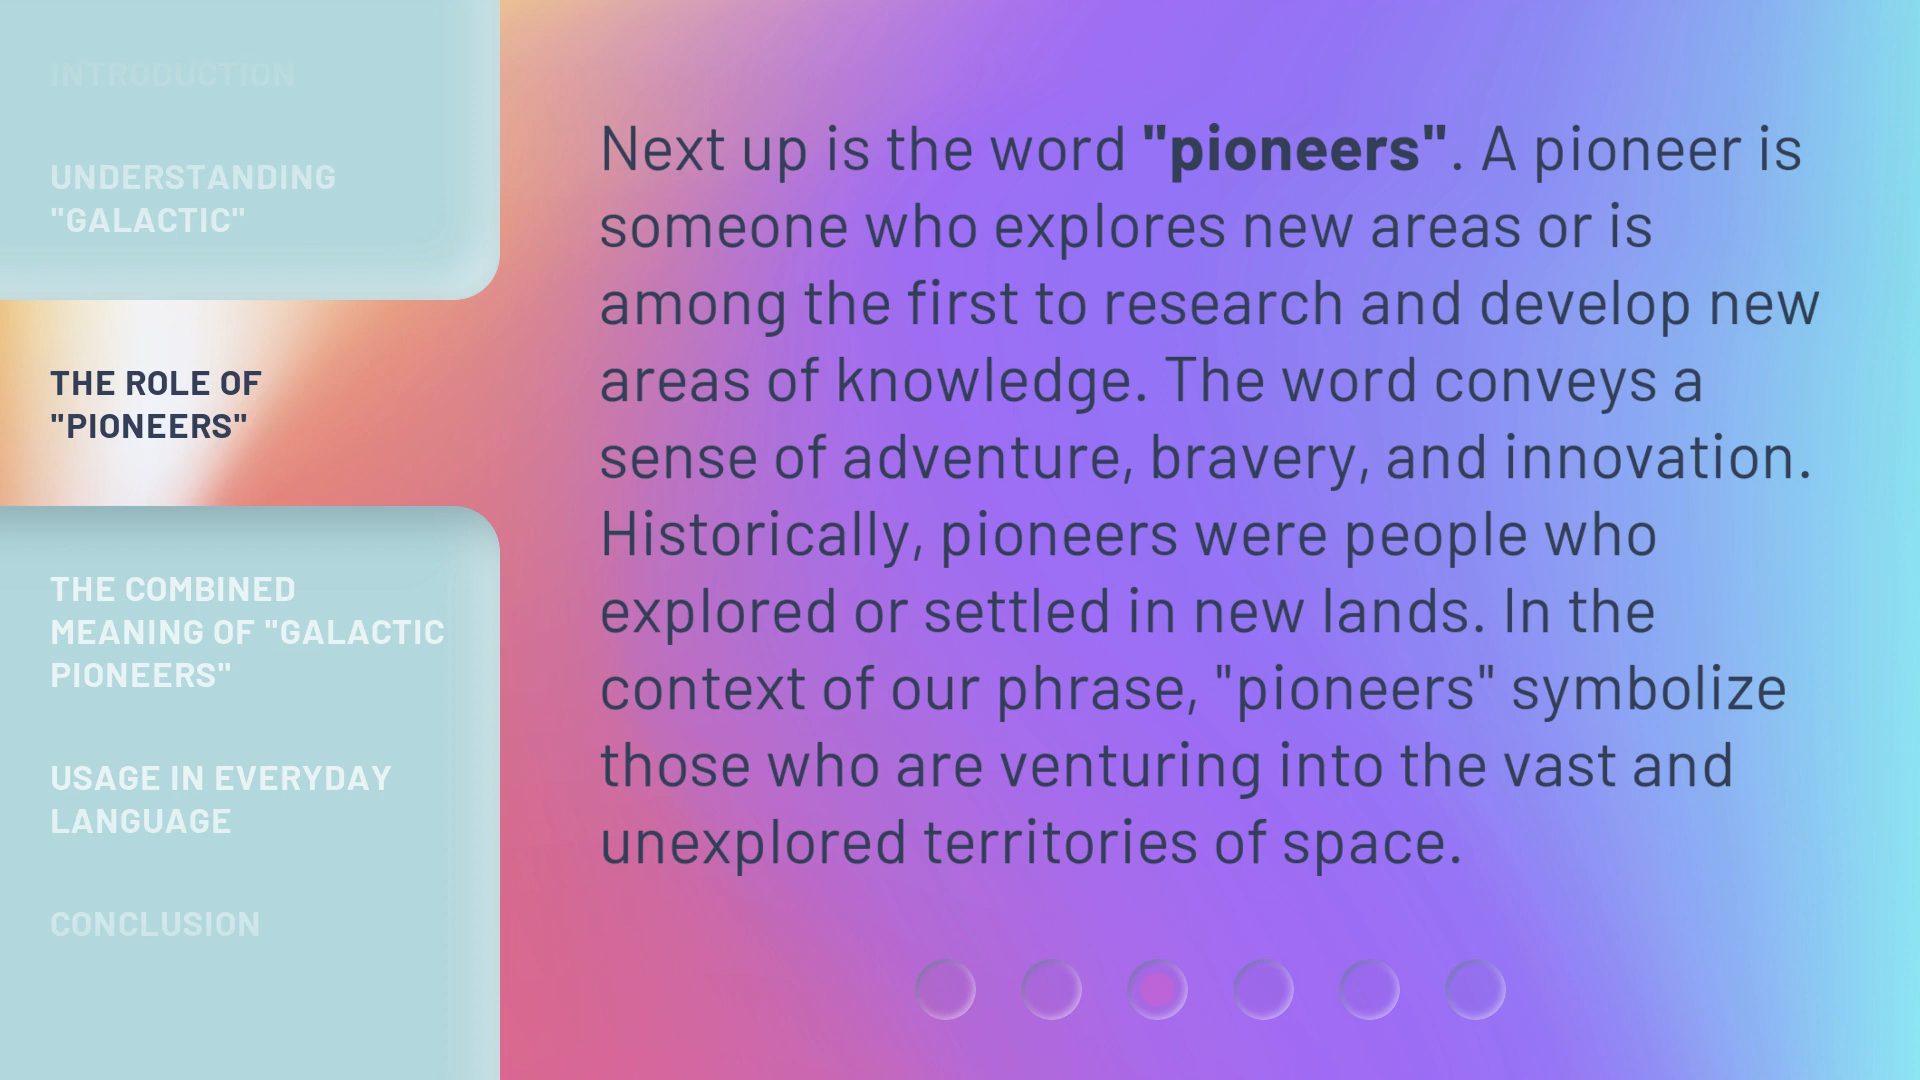 INTRODUCTION
UNDERSTANDING
"GALACTIC"
THE ROLE OF
"PIONEERS"
THE COMBINED
MEANING OF "GALACTIC
PIONEERS"
USAGE IN EVERYDAY
LANGUAGE
CONCLUSION
Next up is the word "pioneers". A pioneer is
someone who explores new areas or is
among the first to research and develop new
areas of knowledge. The word conveys a
sense of adventure, bravery, and innovation.
Historically, pioneers were people who
explored or settled in new lands. In the
context of our phrase, "pioneers" symbolize
those who are venturing into the vast and
unexplored territories of space.